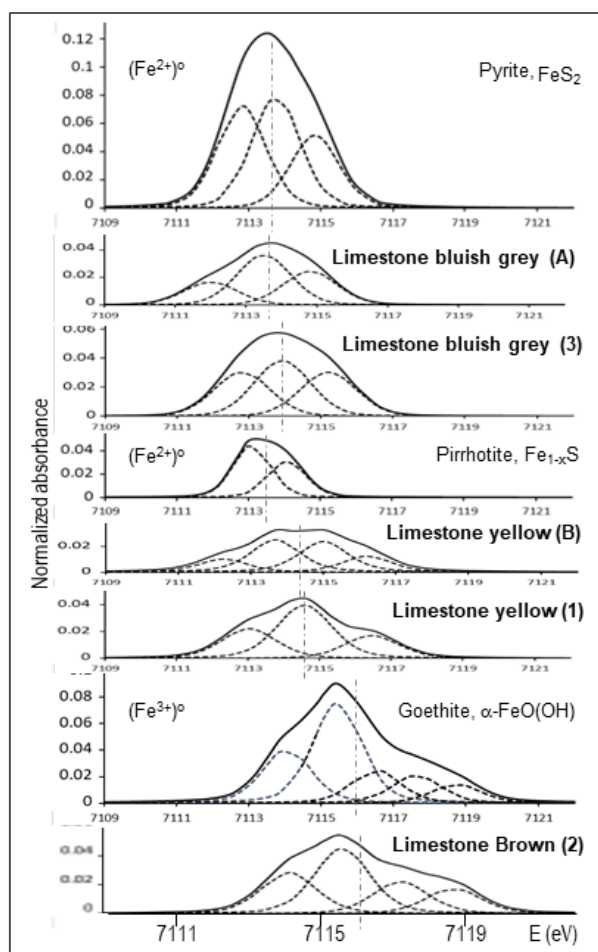 Normalized absorbance
0.12
0.1
0.08
0.06
0.04
0.02
0
(Fe²⁺)º
Pyrite, FeS₂
7109 7111 7113 7115 7117 7119 7121
0.04
0.02
0
Limestone bluish grey (A)
7109 7111 7113 7115 7117 7119 7121
0.06
0.04
0.02
0
Limestone bluish grey (3)
7109 7111 7113 7115 7117 7119 7121
0.04
0.02
0
(Fe²⁺)º
Pirrhotite, Fe₁₋ₓS
7109 7111 7113 7115 7117 7119 7121
0.02
0
Limestone yellow (B)
7109 7111 7113 7115 7117 7119 7121
0.04
0.02
0
Limestone yellow (1)
7109 7111 7113 7115 7117 7119 7121
0.08
0.06
0.04
0.02
0
(Fe³⁺)º
Goethite, α-FeO(OH)
7109 7111 7113 7115 7117 7119 7121
0.04
0.02
0
Limestone Brown (2)
7111 7115 7119 E (eV)